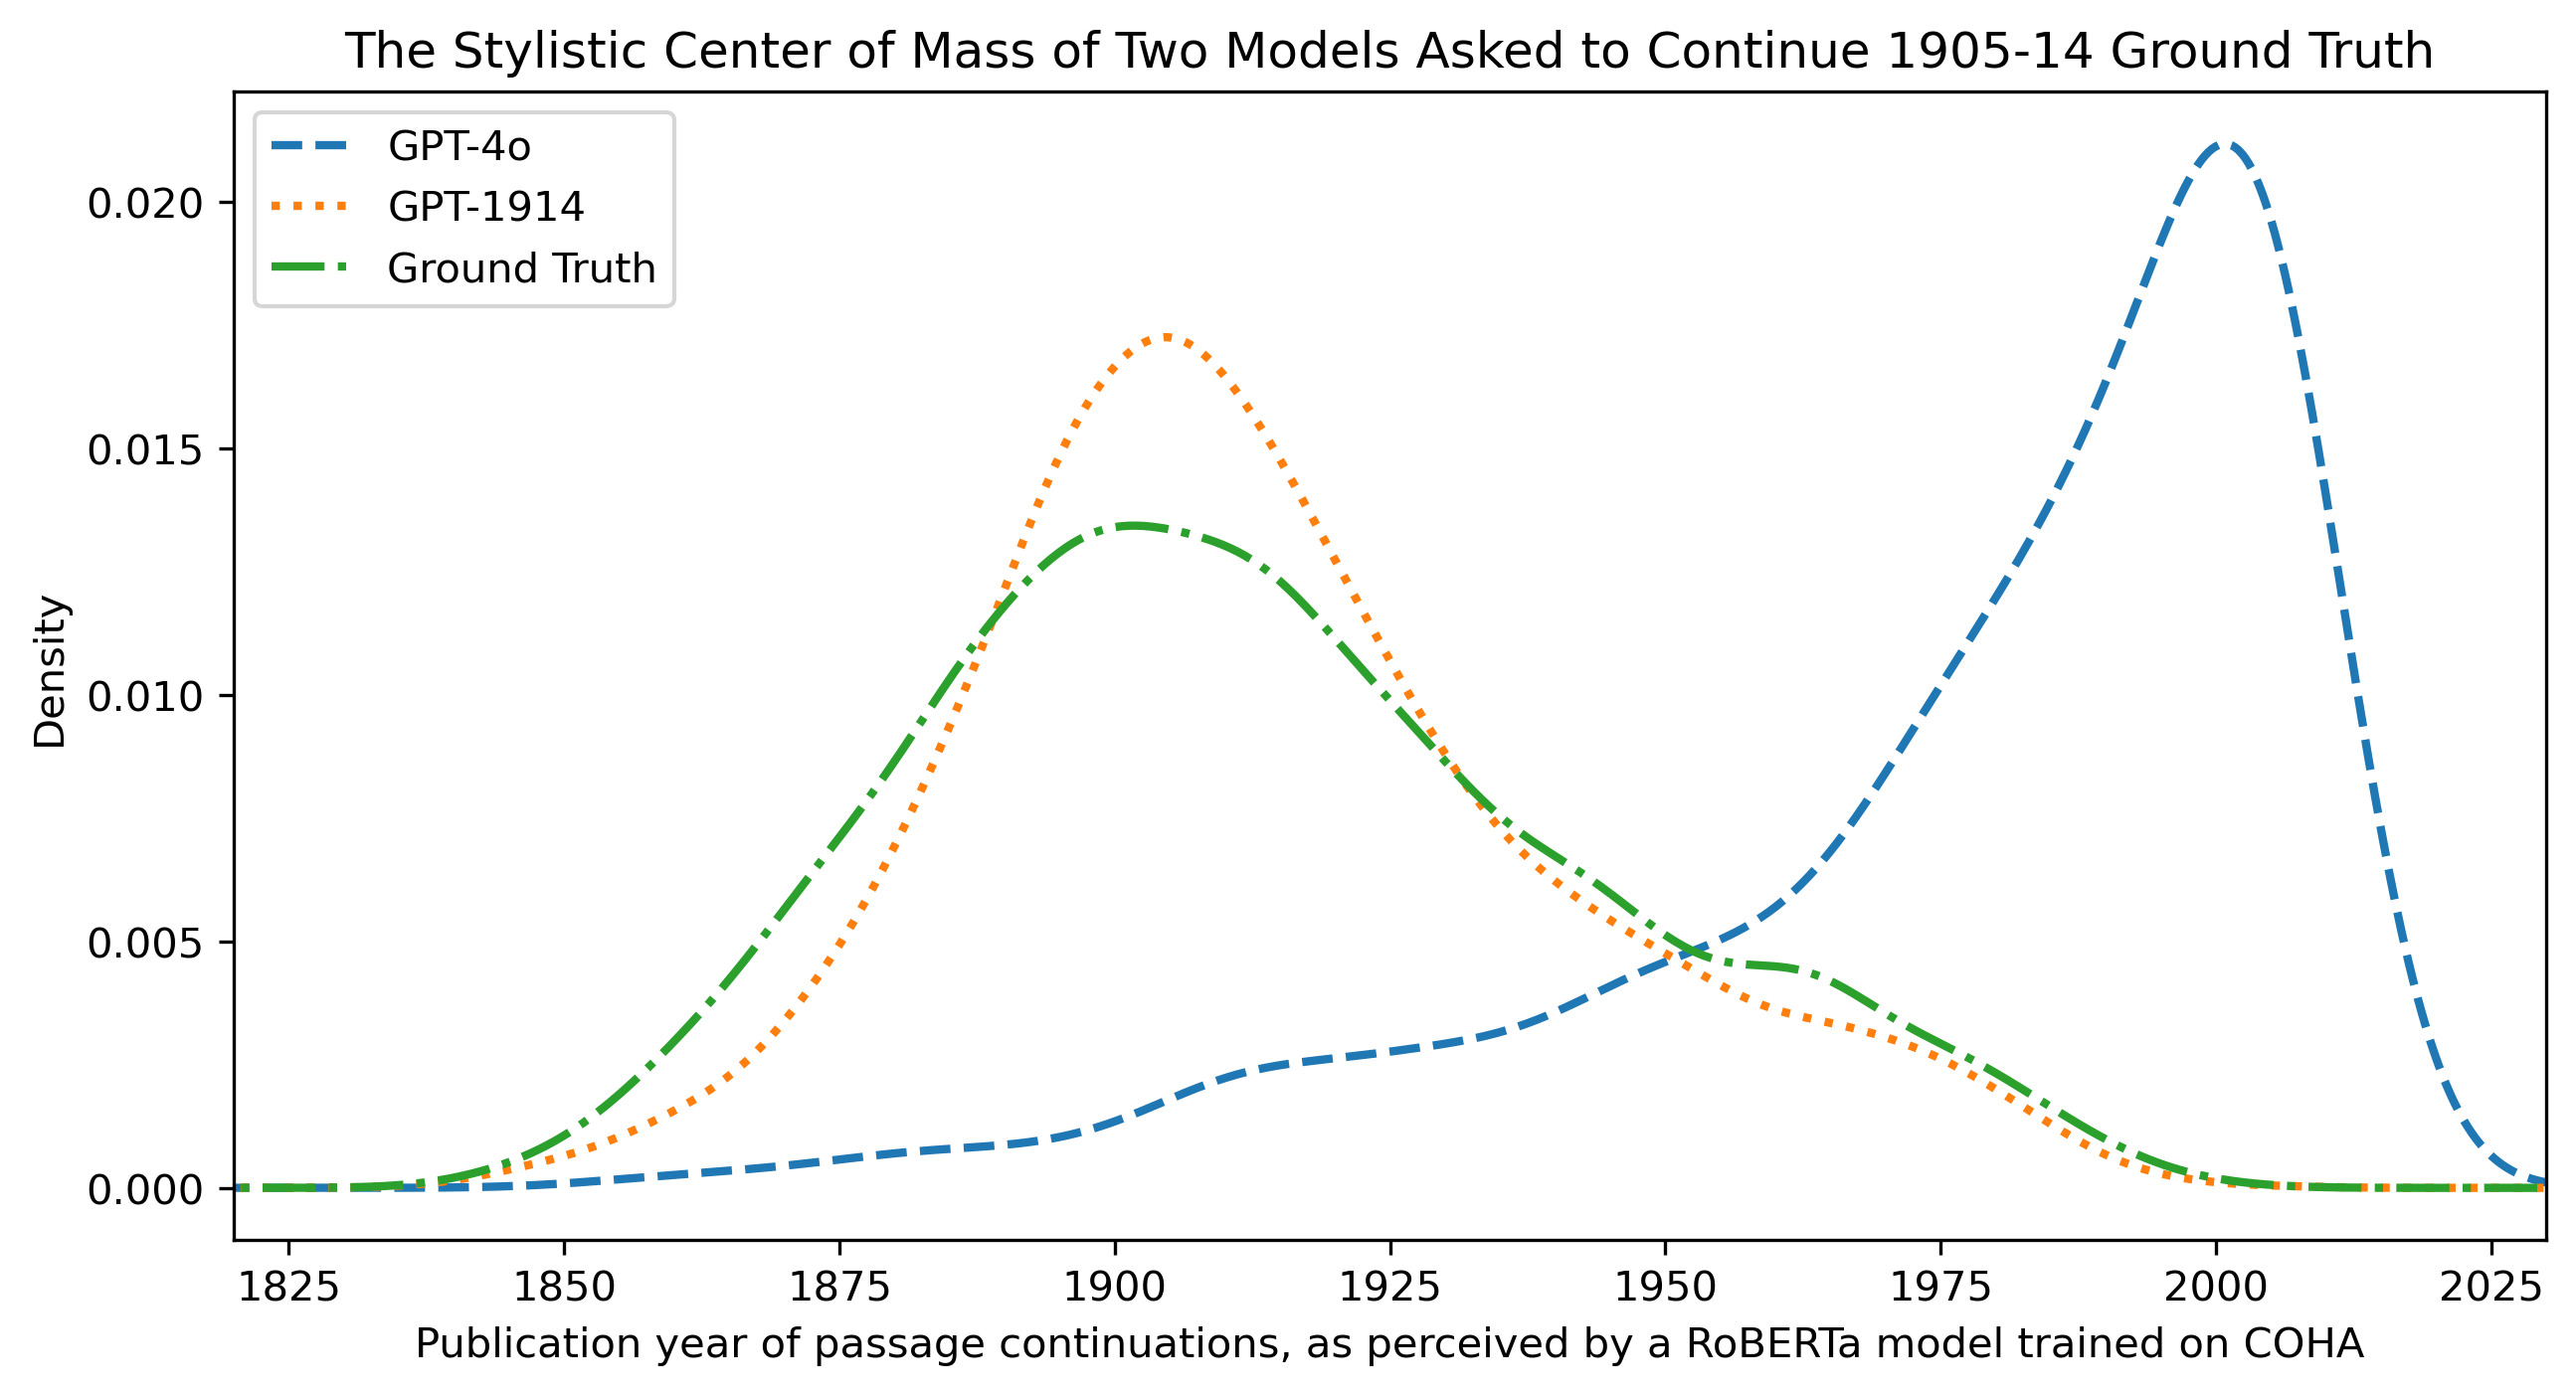 The Stylistic Center of Mass of Two Models Asked to Continue 1905-14 Ground Truth
GPT-4o
GPT-1914
Ground Truth
0.020
0.015
0.010
0.005
0.000
Density
1825 1850 1875 1900 1925 1950 1975 2000 2025
Publication year of passage continuations, as perceived by a RoBERTa model trained on COHA